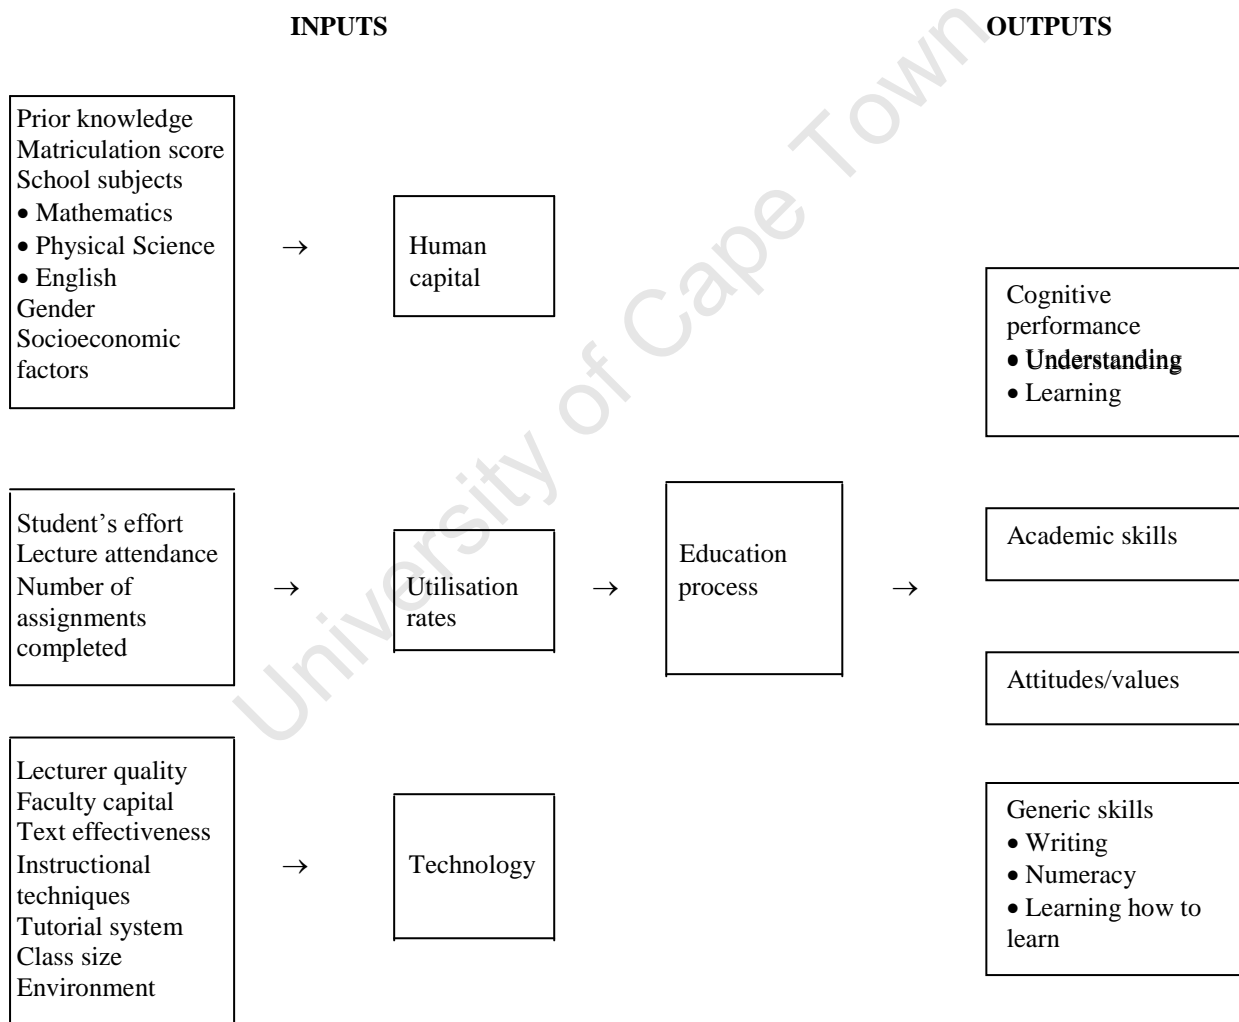 INPUTS
OUTPUTS
Prior knowledge
Matriculation score
School subjects
• Mathematics
• Physical Science
• English
Gender
Socioeconomic
factors
→
Human
capital
Student’s effort
Lecture attendance
Number of
assignments
completed
→
Utilisation
rates
→
Education
process
→
Lecturer quality
Faculty capital
Text effectiveness
Instructional
techniques
Tutorial system
Class size
Environment
→
Technology
Cognitive
performance
• Understanding
• Learning
Academic skills
Attitudes/values
Generic skills
• Writing
• Numeracy
• Learning how to
learn
University of Cape Town